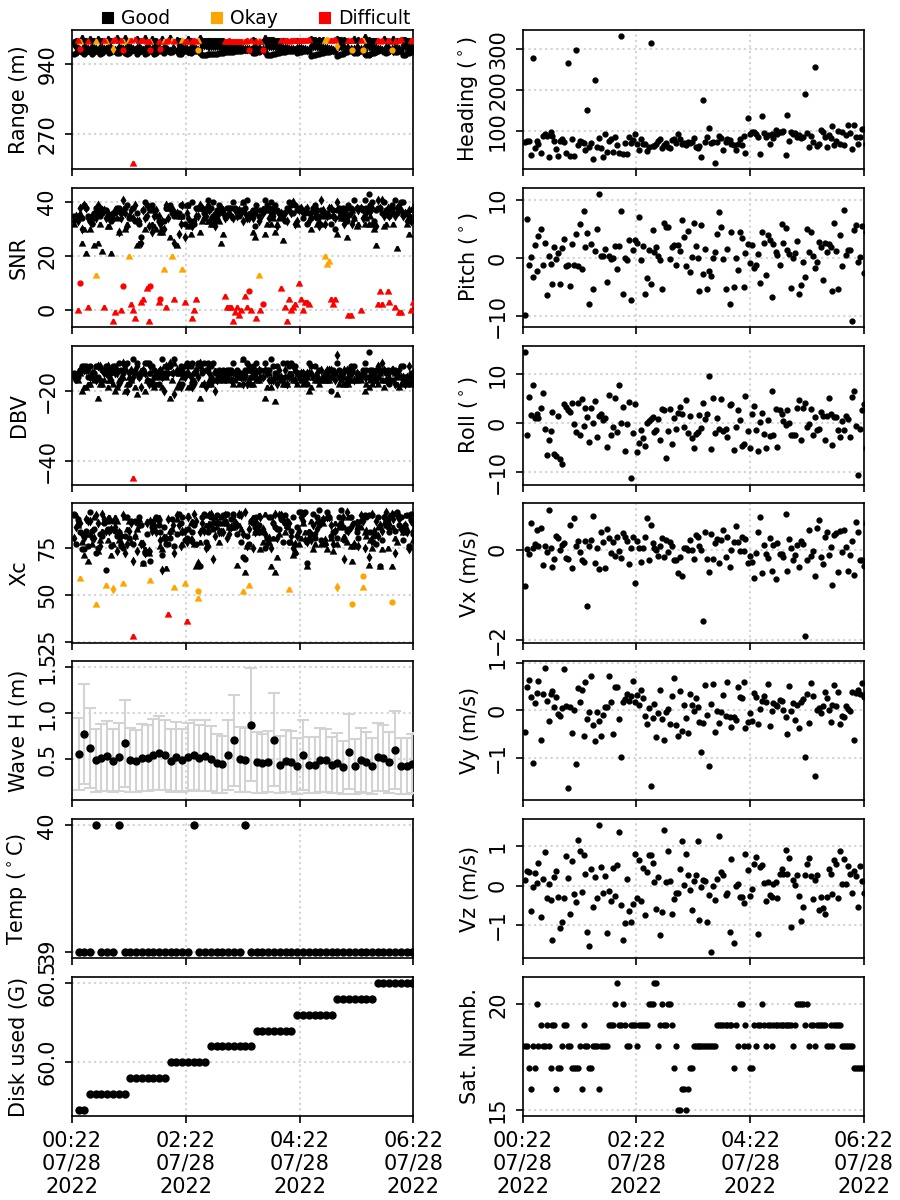 Good Okay Difficult
Range (m)
940
270
Heading (°)
300
200
100
SNR
40
20
0
Pitch (°)
10
0
−10
DBV
−20
−40
Roll (°)
10
0
−10
Xc
75
50
25
Vx (m/s)
0
−2
Wave H (m)
1.5
1.0
0.5
Vy (m/s)
1
0
−1
Temp (°C)
40
39
Vz (m/s)
1
0
−1
Disk used (G)
60.5
60.0
Sat. Numb.
20
15
00:22 02:22 04:22 06:22
07/28 07/28 07/28 07/28
2022 2022 2022 2022
00:22 02:22 04:22 06:22
07/28 07/28 07/28 07/28
2022 2022 2022 2022